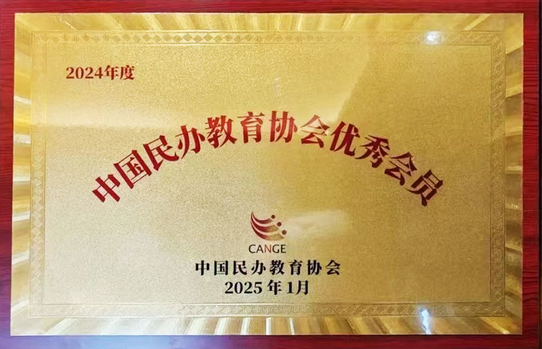 2024年度
中国民办教育协会优秀会员
CANGE
中国民办教育协会
2025年1月